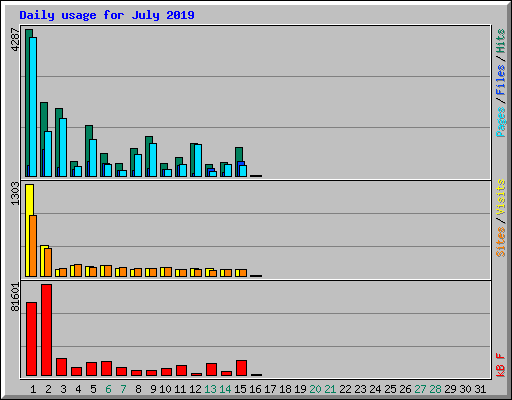 Daily usage for July 2019
4287
Pages / Files / Hits
1303
Sites / Visits
81601
kB F
1 2 3 4 5 6 7 8 9 10 11 12 13 14 15 16 17 18 19 20 21 22 23 24 25 26 27 28 29 30 31